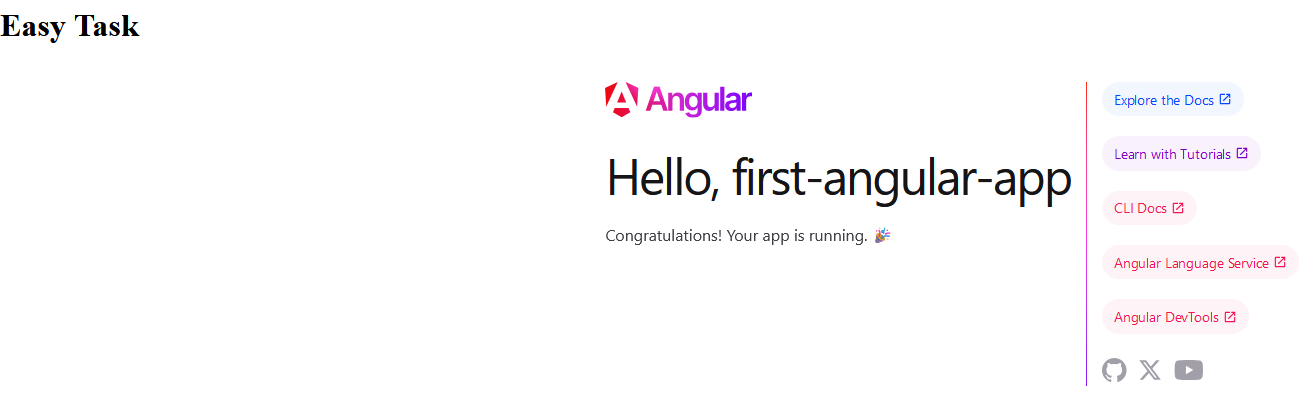 Easy Task
Angular
Hello, first-angular-app
Congratulations! Your app is running. 🎉
Explore the Docs
Learn with Tutorials
CLI Docs
Angular Language Service
Angular DevTools